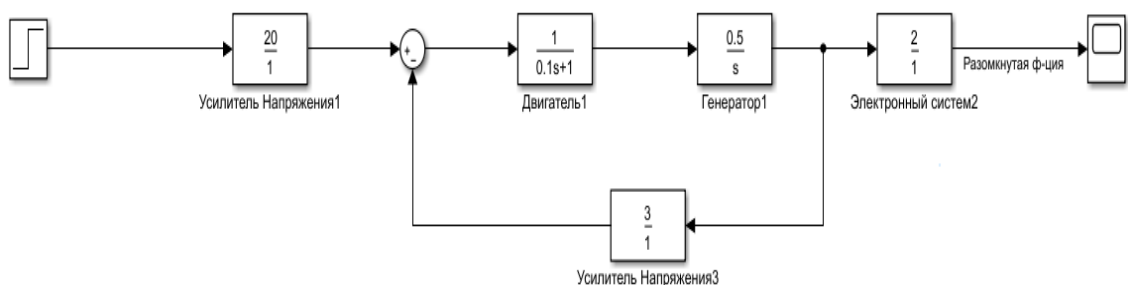 20
1
Усилитель Напряжения1
+
−
1
0.1s+1
Двигатель1
0.5
s
Генератор1
2
1
Электронный систем2
Разомкнутая ф-ция
3
1
Усилитель Напряжения3